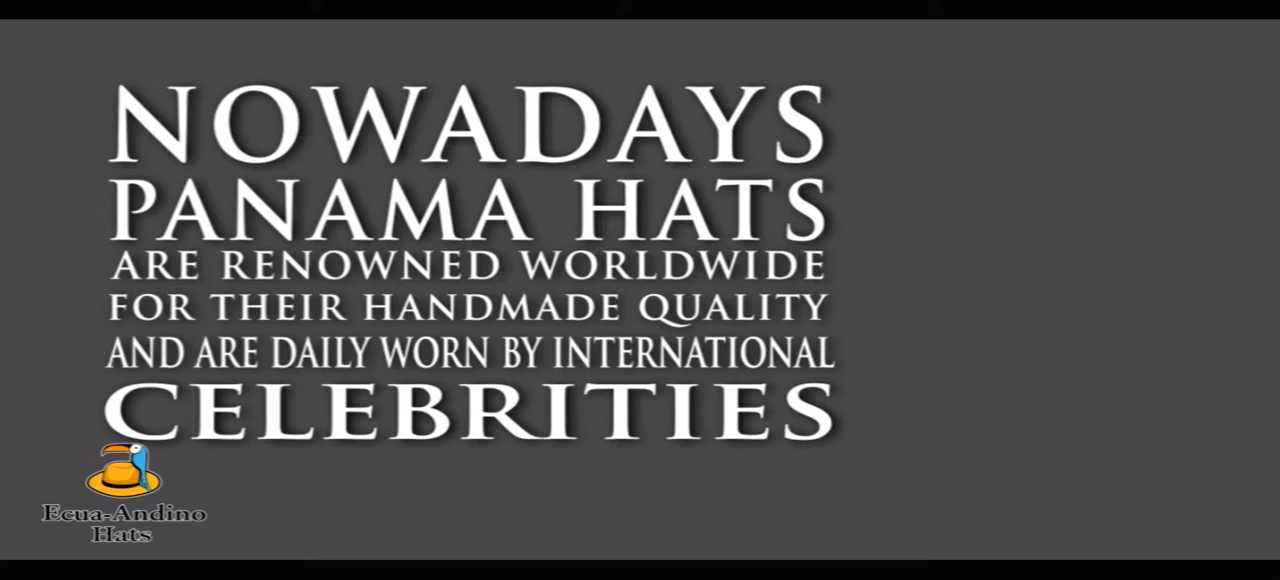 NOWADAYS
PANAMA HATS
ARE RENOWNED WORLDWIDE
FOR THEIR HANDMADE QUALITY
AND ARE DAILY WORN BY INTERNATIONAL
CELEBRITIES
Ecua-Andino
Hats